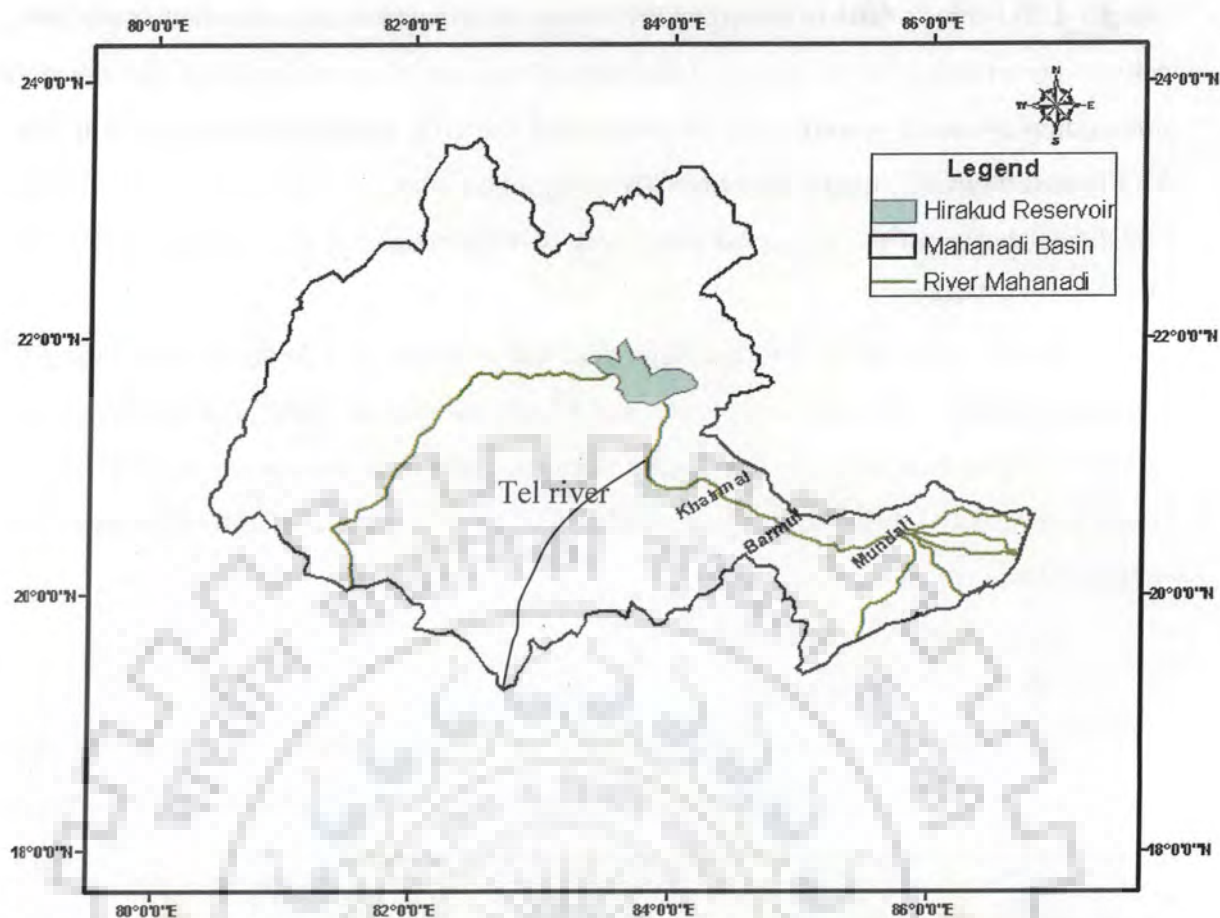 80°0'0"E 82°0'0"E 84°0'0"E 86°0'0"E
24°0'0"N 24°0'0"N
N
W E
S
Legend
Hirakud Reservoir
Mahanadi Basin
River Mahanadi
22°0'0"N 22°0'0"N
Tel river
Khairmal
Barmul
Mundali
20°0'0"N 20°0'0"N
18°0'0"N 18°0'0"N
80°0'0"E 82°0'0"E 84°0'0"E 86°0'0"E